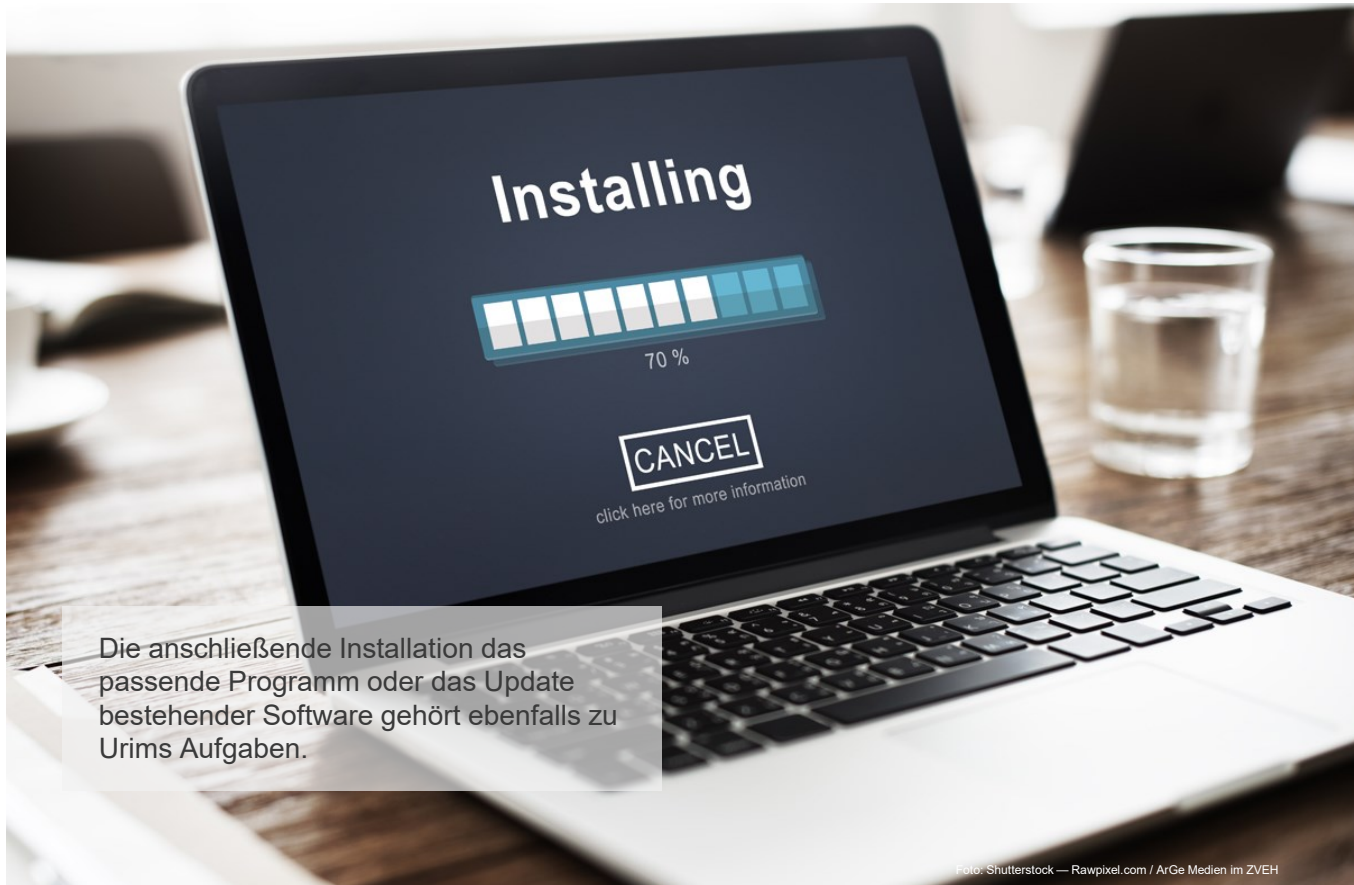 Installing
70 %
CANCEL
click here for more information
Die anschließende Installation das
passende Programm oder das Update
bestehender Software gehört ebenfalls zu
Urims Aufgaben.
Foto: Shutterstock — Rawpixel.com / ArGe Medien im ZVEH